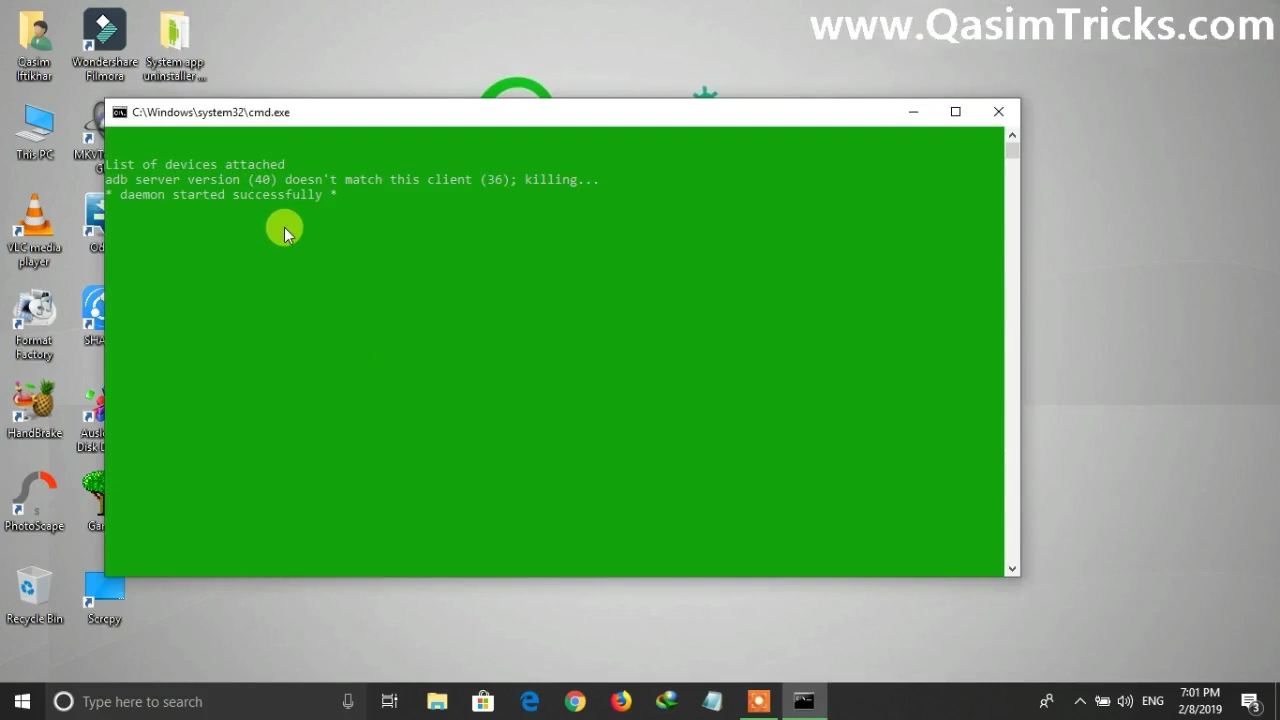 www.QasimTricks.com
Qasim
Iftikhar
Wondershare
Filmora
System app
uninstaller ...
C:\Windows\system32\cmd.exe
This PC
List of devices attached
adb server version (40) doesn't match this client (36); killing...
* daemon started successfully *
VLC media
player
Format
Factory
HandBrake
PhotoScape
Recycle Bin
Scrcpy
Type here to search
ENG
7:01 PM
2/8/2019
3